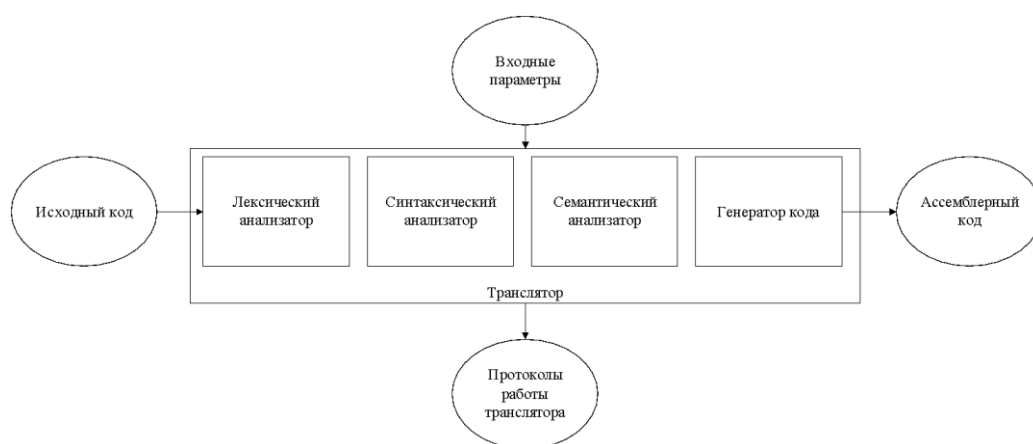 Входные
параметры
Исходный код
Лексический
анализатор
Синтаксический
анализатор
Семантический
анализатор
Генератор кода
Ассемблерный
код
Транслятор
Протоколы
работы
транслятора